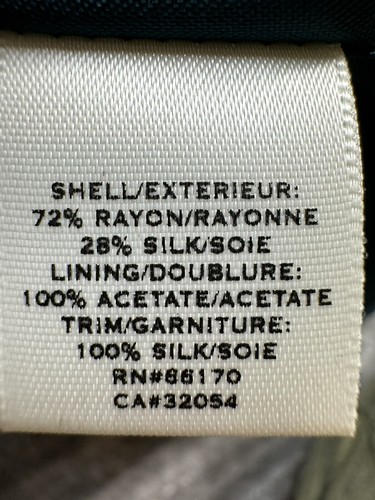 SHELL/EXTERIEUR:
72% RAYON/RAYONNE
28% SILK/SOIE
LINING/DOUBLURE:
100% ACETATE/ACETATE
TRIM/GARNITURE:
100% SILK/SOIE
RN#66170
CA#32054